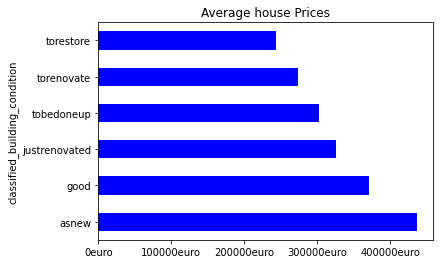 Average house Prices
classified_building_condition
torestore
torenovate
tobedoneup
justrenovated
good
asnew
0euro 100000euro 200000euro 300000euro 400000euro